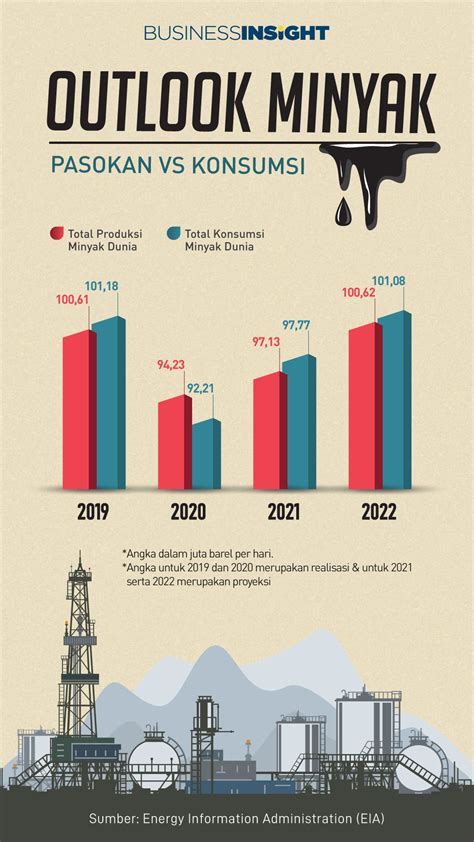 BUSINESSINSIGHT
OUTLOOK MINYAK
PASOKAN VS KONSUMSI
Total Produksi
Minyak Dunia
Total Konsumsi
Minyak Dunia
100,61
101,18
94,23
92,21
97,13
97,77
100,62
101,08
2019
2020
2021
2022
*Angka dalam juta barel per hari.
*Angka untuk 2019 dan 2020 merupakan realisasi & untuk 2021
serta 2022 merupakan proyeksi
Sumber: Energy Information Administration (EIA)